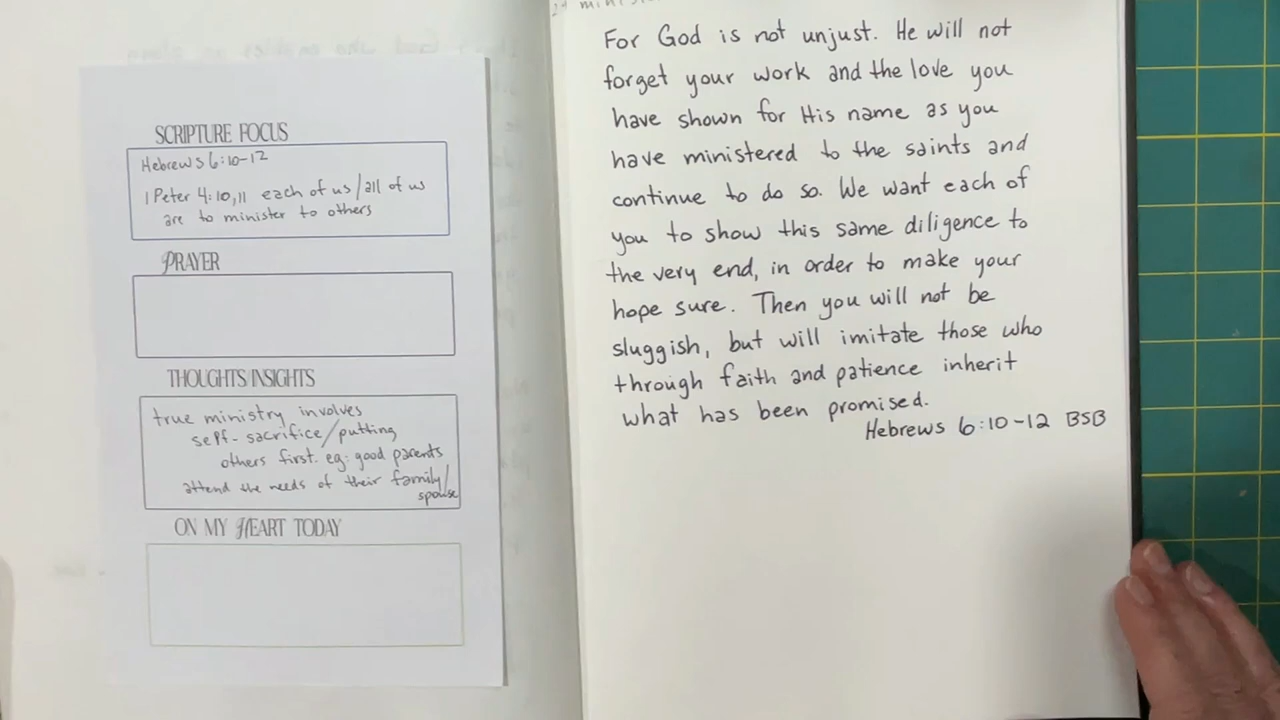 SCRIPTURE FOCUS
Hebrews 6:10-12
1 Peter 4:10,11 each of us/all of us
are to minister to others
PRAYER
THOUGHTS/INSIGHTS
true ministry involves
self-sacrifice/putting
others first. eg: good parents
attend the needs of their family/
spouse
ON MY HEART TODAY
For God is not unjust. He will not
forget your work and the love you
have shown for His name as you
have ministered to the saints and
continue to do so. We want each of
you to show this same diligence to
the very end, in order to make your
hope sure. Then you will not be
sluggish, but will imitate those who
through faith and patience inherit
what has been promised.
Hebrews 6:10-12 BSB